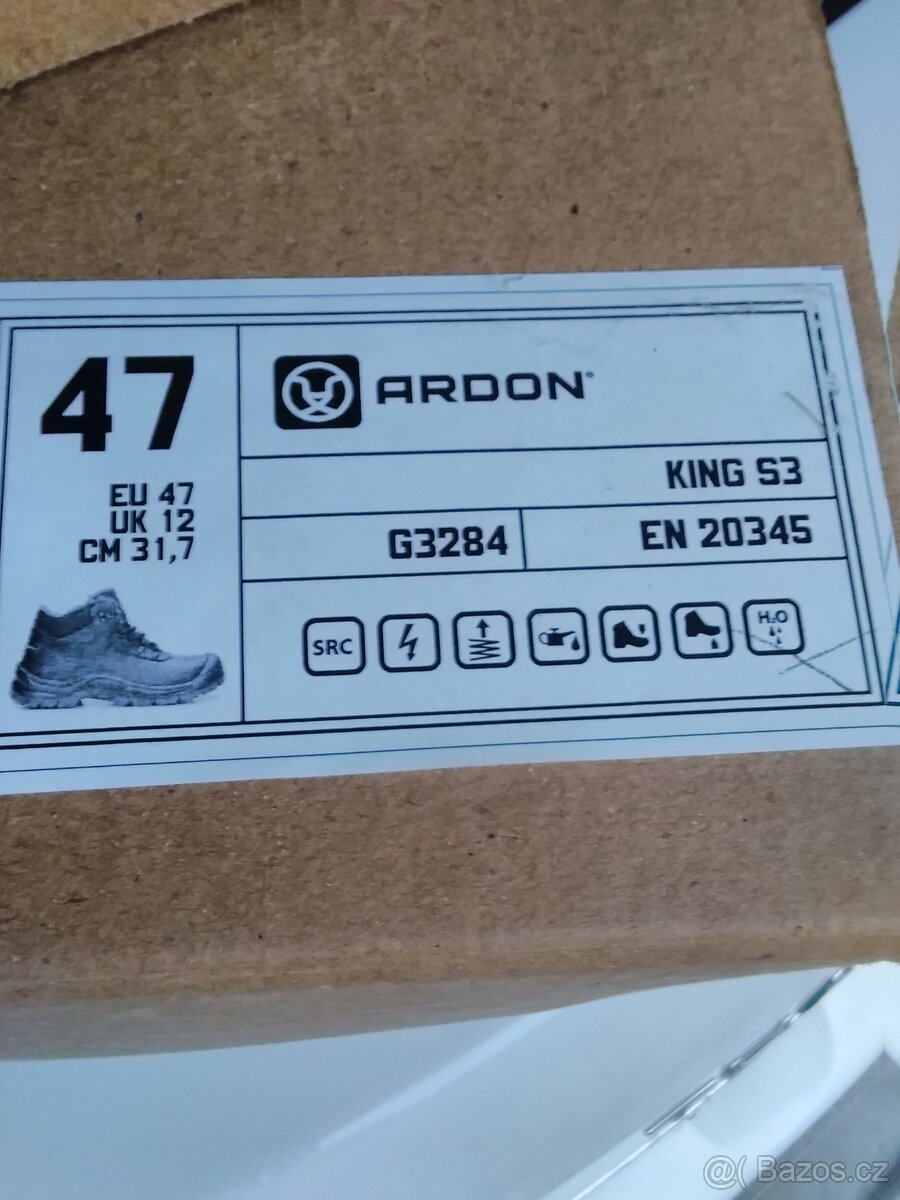 47
EU 47
UK 12
CM 31,7
ARDON®
KING S3
G3284
EN 20345
SRC
H₂O
@( Bazos.cz